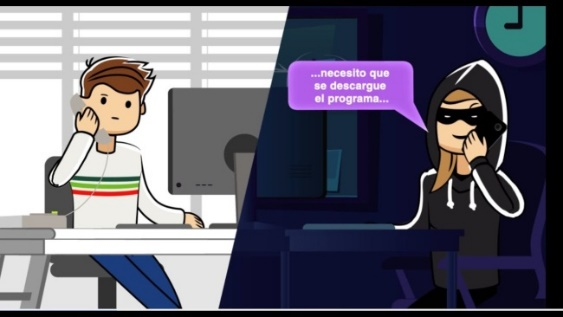 ...necesito que
se descargue
el programa...